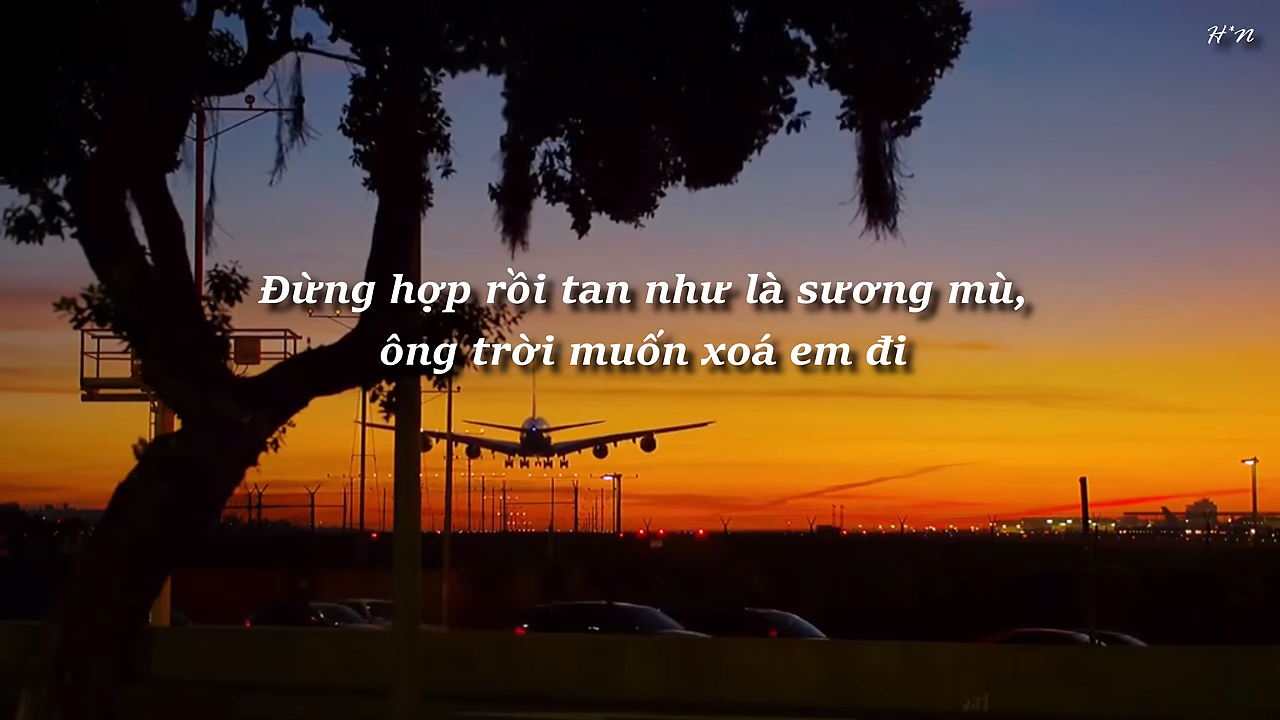 H*N
Đừng hợp rồi tan như là sương mù,
ông trời muốn xoá em đi